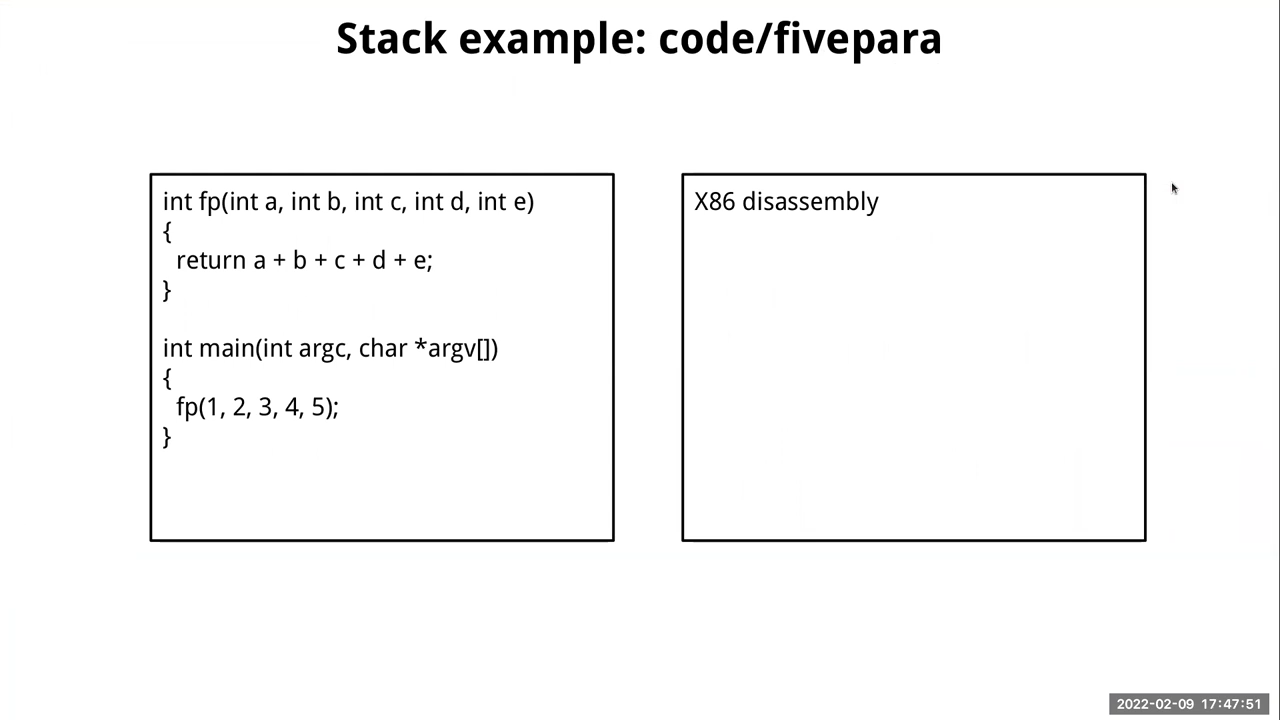 Stack example: code/fivepara
int fp(int a, int b, int c, int d, int e)
{
  return a + b + c + d + e;
}

int main(int argc, char *argv[])
{
  fp(1, 2, 3, 4, 5);
}
X86 disassembly
2022-02-09 17:47:51